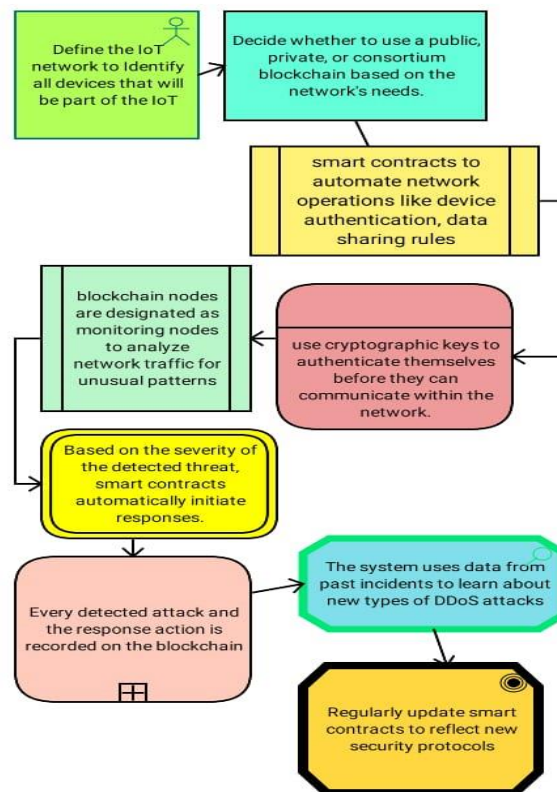 Define the IoT
network to Identify
all devices that will
be part of the IoT
Decide whether to use a public,
private, or consortium
blockchain based on the
network's needs.
smart contracts to
automate network
operations like device
authentication, data
sharing rules
blockchain nodes
are designated as
monitoring nodes
to analyze
network traffic for
unusual patterns
use cryptographic keys to
authenticate themselves
before they can
communicate within the
network.
Based on the severity of
the detected threat,
smart contracts
automatically initiate
responses.
Every detected attack and
the response action is
recorded on the blockchain
The system uses data from
past incidents to learn about
new types of DDoS attacks
Regularly update smart
contracts to reflect new
security protocols